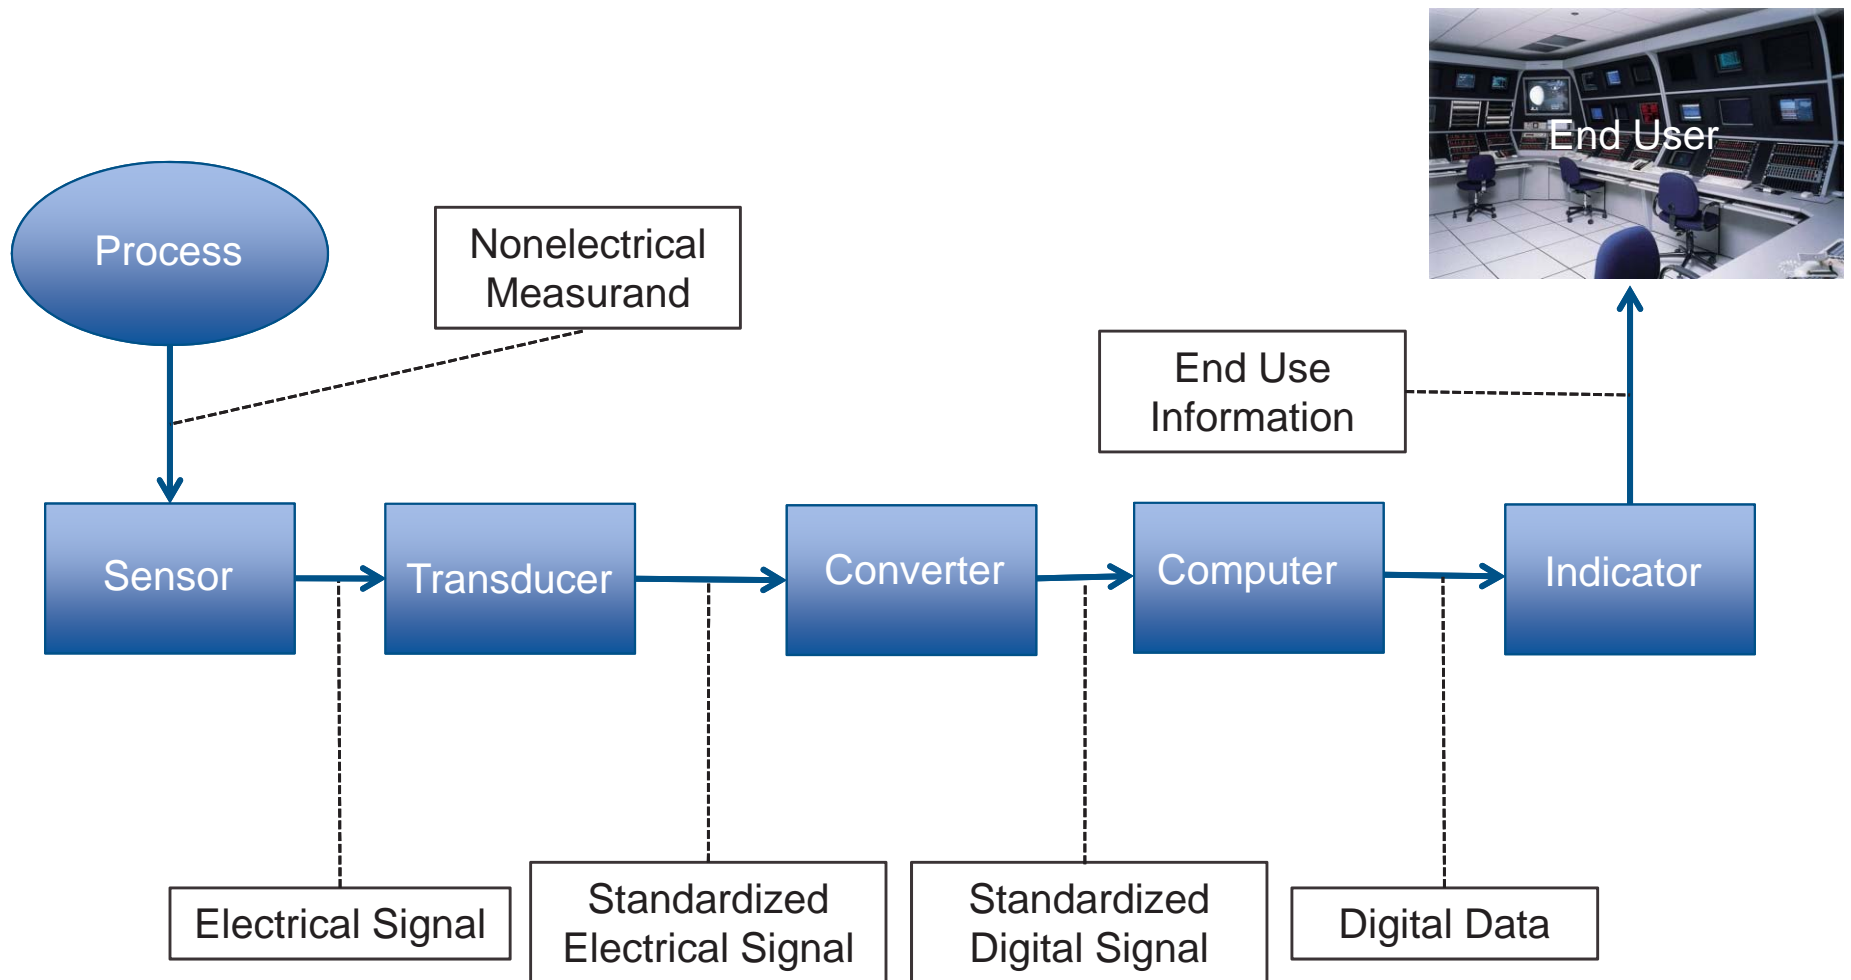 End User
Process
Nonelectrical
Measurand
End Use
Information
Sensor
Transducer
Converter
Computer
Indicator
Electrical Signal
Standardized
Electrical Signal
Standardized
Digital Signal
Digital Data